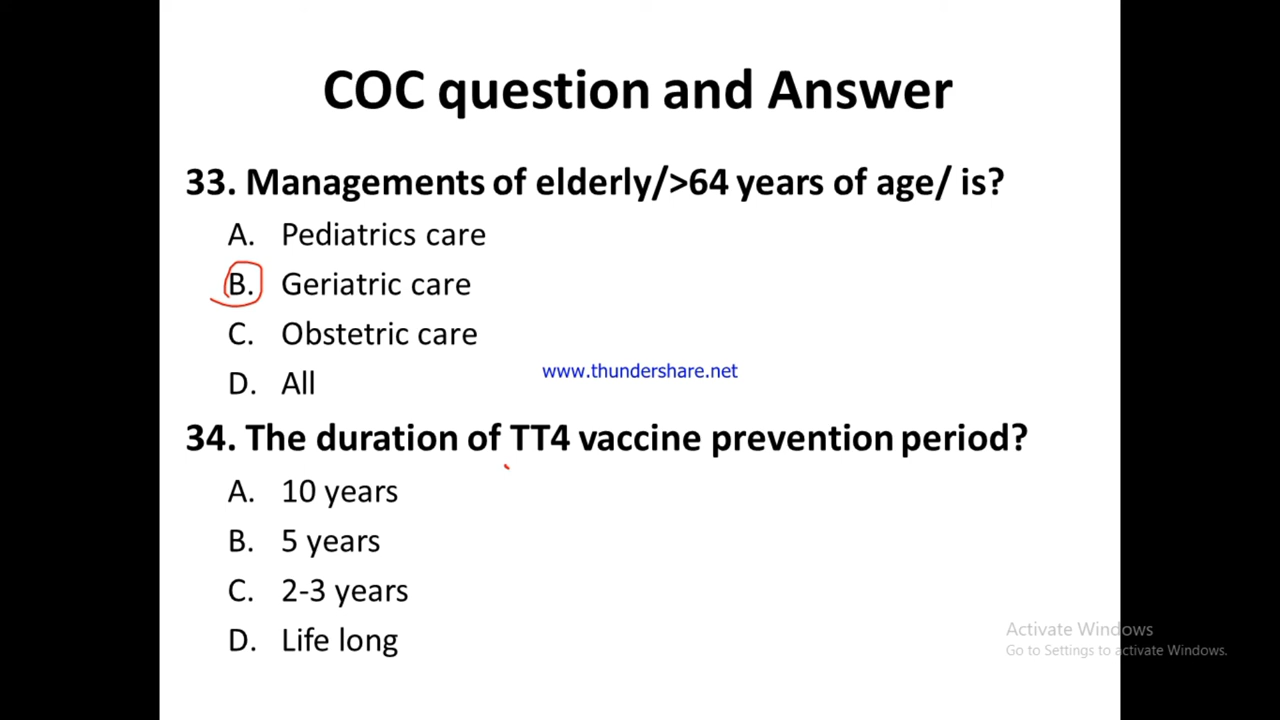 COC question and Answer
33. Managements of elderly/>64 years of age/ is?
A. Pediatrics care
B. Geriatric care
C. Obstetric care
www.thundershare.net
D. All
34. The duration of TT4 vaccine prevention period?
A. 10 years
B. 5 years
C. 2-3 years
D. Life long
Activate Windows
Go to Settings to activate Windows.